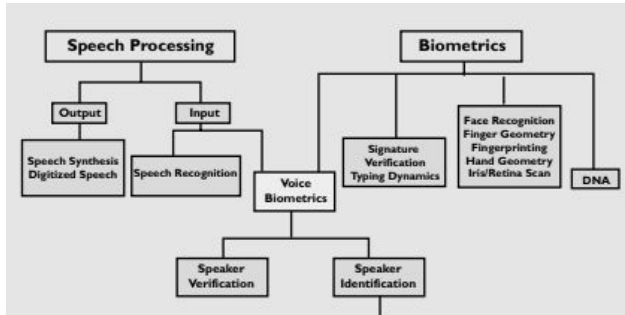 Speech Processing
Biometrics
Output
Input
Speech Synthesis
Digitized Speech
Speech Recognition
Voice
Biometrics
Signature
Verification
Typing Dynamics
Face Recognition
Finger Geometry
Fingerprinting
Hand Geometry
Iris/Retina Scan
DNA
Speaker
Verification
Speaker
Identification